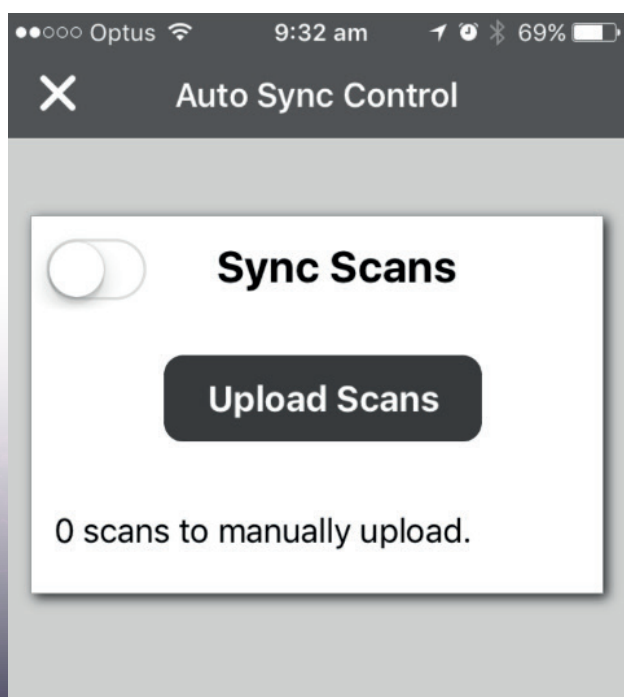 Optus 9:32 am 69%
Auto Sync Control
Sync Scans
Upload Scans
0 scans to manually upload.